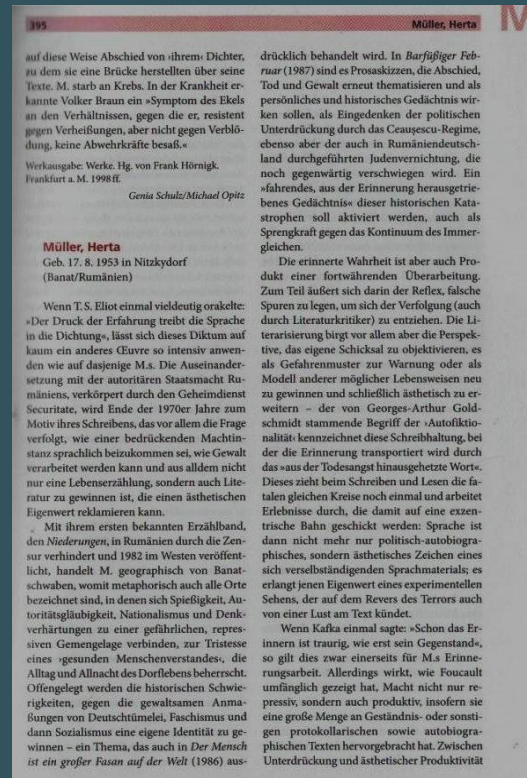 395
Müller, Herta
M
auf diese Weise Abschied von ›ihrem‹ Dichter,
zu dem sie eine Brücke herstellten über seine
Texte. M. starb an Krebs. In der Krankheit er-
kannte Volker Braun ein »Symptom des Ekels
an den Verhältnissen, gegen die er, resistent
gegen Verheißungen, aber nicht gegen Verblö-
dung, keine Abwehrkräfte besaß.«
Werkausgabe: Werke. Hg. von Frank Hörnigk.
Frankfurt a. M. 1998 ff.
Genia Schulz/Michael Opitz
Müller, Herta
Geb. 17. 8. 1953 in Nitzkydorf
(Banat/Rumänien)
Wenn T. S. Eliot einmal vieldeutig orakelte:
»Der Druck der Erfahrung treibt die Sprache
in die Dichtung«, lässt sich dieses Diktum auf
kaum ein anderes Œuvre so intensiv anwen-
den wie auf dasjenige M.s. Die Auseinander-
setzung mit der autoritären Staatsmacht Ru-
mäniens, verkörpert durch den Geheimdienst
Securitate, wird Ende der 1970er Jahre zum
Motiv ihres Schreibens, das vor allem die Frage
verfolgt, wie einer bedrückenden Machtin-
stanz sprachlich beizukommen sei, wie Gewalt
verarbeitet werden kann und aus alldem nicht
nur eine Lebenserzählung, sondern auch Lite-
ratur zu gewinnen ist, die einen ästhetischen
Eigenwert reklamieren kann.
Mit ihrem ersten bekannten Erzählband,
den Niederungen, in Rumänien durch die Zen-
sur verhindert und 1982 im Westen veröffent-
licht, handelt M. geographisch von Banat-
schwaben, womit metaphorisch auch alle Orte
bezeichnet sind, in denen sich Spießigkeit, Au-
toritätsgläubigkeit, Nationalismus und Denk-
verhärtungen zu einer gefährlichen, repres-
siven Gemengelage verbinden, zur Tristesse
eines ›gesunden Menschenverstandes‹, die
Alltag und Allnacht des Dorflebens beherrscht.
Offengelegt werden die historischen Schwie-
rigkeiten, gegen die gewaltsamen Anma-
ßungen von Deutschtümelei, Faschismus und
dann Sozialismus eine eigene Identität zu ge-
winnen – ein Thema, das auch in Der Mensch
ist ein großer Fasan auf der Welt (1986) aus-
drücklich behandelt wird. In Barfüßiger Feb-
ruar (1987) sind es Prosaskizzen, die Abschied,
Tod und Gewalt erneut thematisieren und als
persönliches und historisches Gedächtnis wir-
ken sollen, als Eingedenken der politischen
Unterdrückung durch das Ceaușescu-Regime,
ebenso aber der auch in Rumäniendeutsch-
land durchgeführten Judenvernichtung, die
noch gegenwärtig verschwiegen wird. Ein
»fahrendes, aus der Erinnerung herausgetrie-
benes Gedächtnis« dieser historischen Kata-
strophen soll aktiviert werden, auch als
Sprengkraft gegen das Kontinuum des Immer-
gleichen.
Die erinnerte Wahrheit ist aber auch Pro-
dukt einer fortwährenden Überarbeitung.
Zum Teil äußert sich darin der Reflex, falsche
Spuren zu legen, um sich der Verfolgung (auch
durch Literaturkritiker) zu entziehen. Die Li-
terarisierung birgt vor allem aber die Perspek-
tive, das eigene Schicksal zu objektivieren, es
als Gefahrenmuster zur Warnung oder als
Modell anderer möglicher Lebensweisen neu
zu gewinnen und schließlich ästhetisch zu er-
weitern – der von Georges-Arthur Gold-
schmidt stammende Begriff der ›Autofiktio-
nalität‹ kennzeichnet diese Schreibhaltung, bei
der die Erinnerung transportiert wird durch
das »aus der Todesangst hinausgehetzte Wort«.
Dieses zieht beim Schreiben und Lesen die fa-
talen gleichen Kreise noch einmal und arbeitet
Erlebnisse durch, die damit auf eine exzen-
trische Bahn geschickt werden: Sprache ist
dann nicht mehr nur politisch-autobiogra-
phisches, sondern ästhetisches Zeichen eines
sich verselbständigenden Sprachmaterials; es
erlangt jenen Eigenwert eines experimentellen
Sehens, der auf dem Revers des Terrors auch
von einer Lust am Text kündet.
Wenn Kafka einmal sagte: »Schon das Er-
innern ist traurig, wie erst sein Gegenstand«,
so gilt dies zwar einerseits für M.s Erinne-
rungsarbeit. Allerdings wirkt, wie Foucault
umfänglich gezeigt hat, Macht nicht nur re-
pressiv, sondern auch produktiv, insofern sie
eine große Menge an Geständnis- oder sonsti-
gen protokollarischen sowie autobiogra-
phischen Texten hervorgebracht hat. Zwischen
Unterdrückung und ästhetischer Produktivität